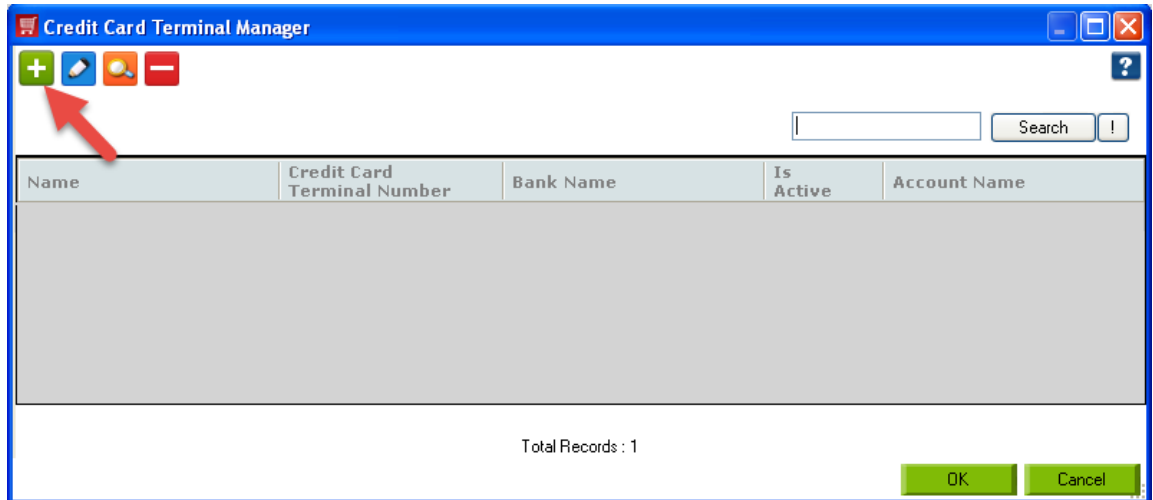 Credit Card Terminal Manager
?
Search !
Name Credit Card Terminal Number Bank Name Is Active Account Name
Total Records : 1
OK Cancel